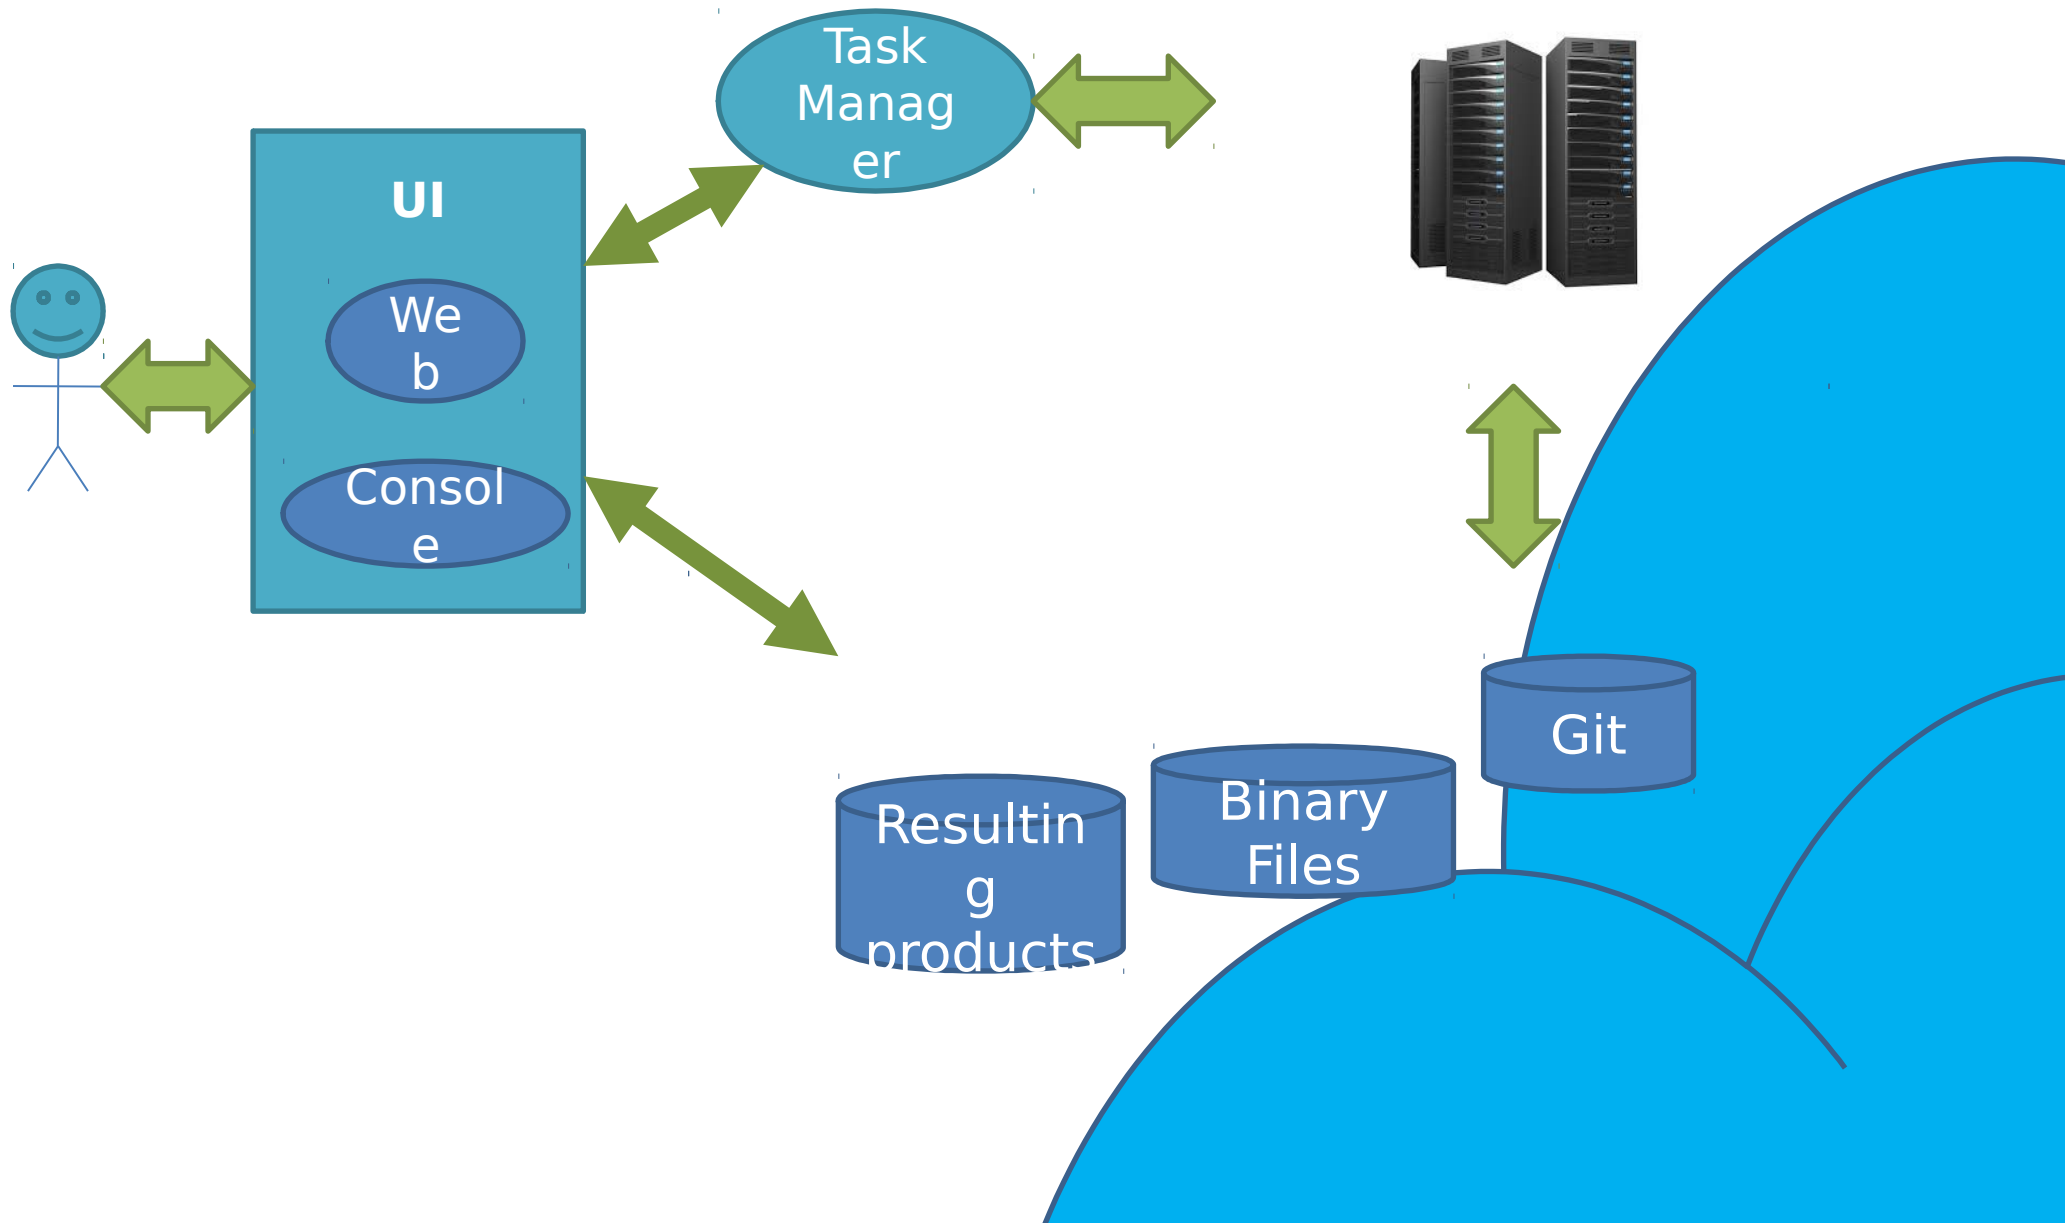 Task
Manag
er
UI
We
b
Consol
e
Git
Binary
Files
Resultin
g
products